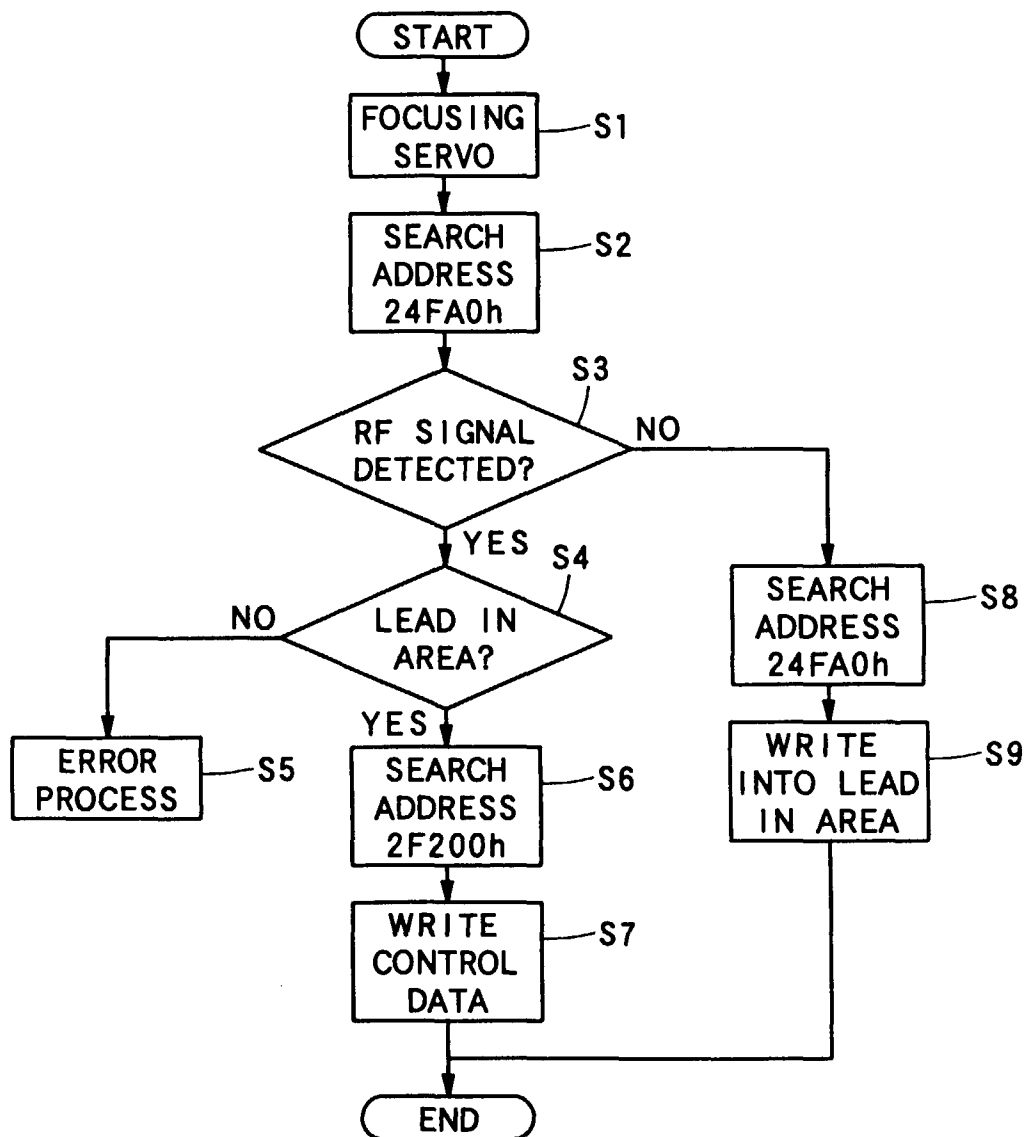 START
FOCUSING
SERVO
S1
SEARCH
ADDRESS
24FA0h
S2
RF SIGNAL
DETECTED?
S3
NO
YES
LEAD IN
AREA?
S4
NO
YES
ERROR
PROCESS
S5
SEARCH
ADDRESS
2F200h
S6
WRITE
CONTROL
DATA
S7
SEARCH
ADDRESS
24FA0h
S8
WRITE
INTO LEAD
IN AREA
S9
END